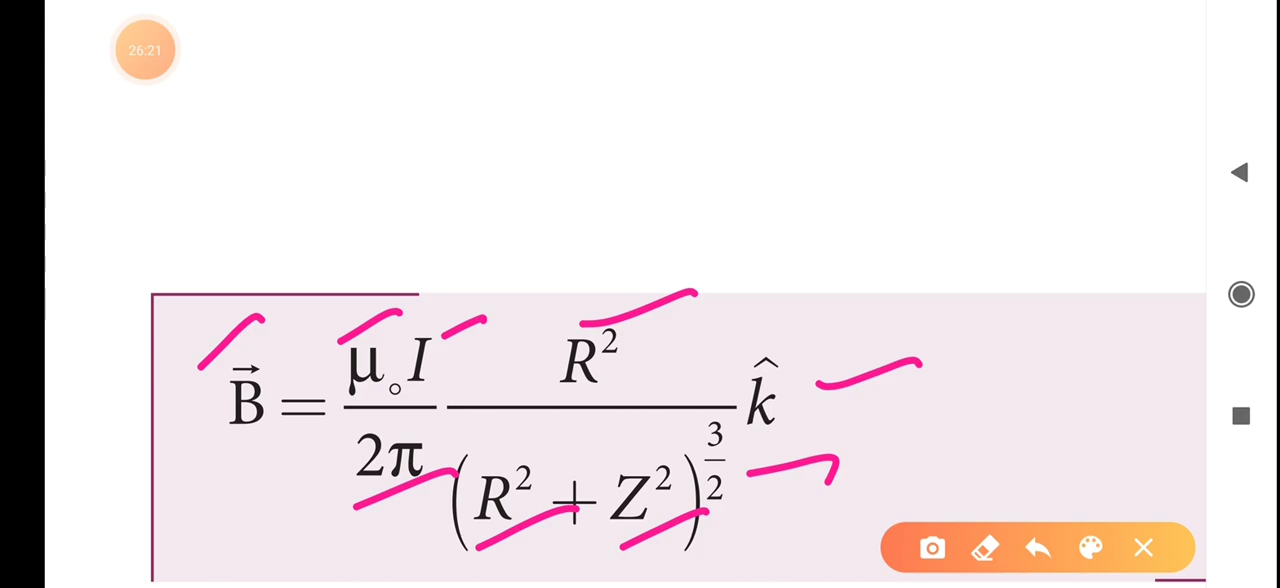 26:21
B⃗ = μ₀I / 2π R² / (R² + Z²)^(3/2) k̂